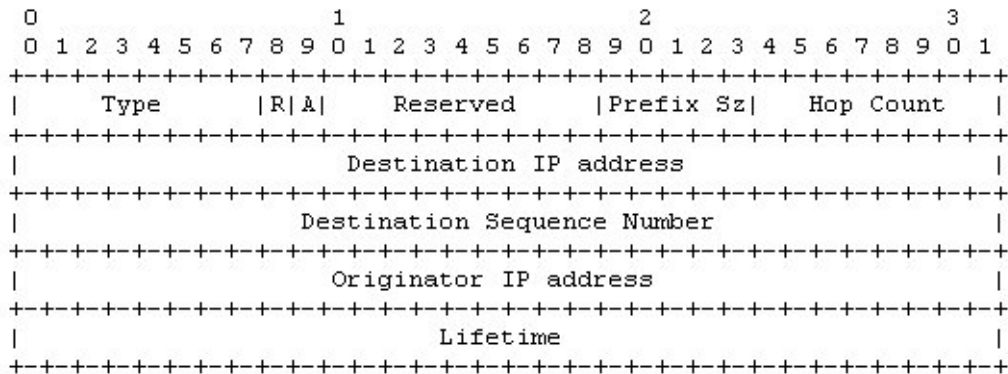 0 1 2 3
0 1 2 3 4 5 6 7 8 9 0 1 2 3 4 5 6 7 8 9 0 1 2 3 4 5 6 7 8 9 0 1
+-+-+-+-+-+-+-+-+-+-+-+-+-+-+-+-+-+-+-+-+-+-+-+-+-+-+-+-+-+-+-+-+
| Type |R|A| Reserved |Prefix Sz| Hop Count |
+-+-+-+-+-+-+-+-+-+-+-+-+-+-+-+-+-+-+-+-+-+-+-+-+-+-+-+-+-+-+-+-+
| Destination IP address |
+-+-+-+-+-+-+-+-+-+-+-+-+-+-+-+-+-+-+-+-+-+-+-+-+-+-+-+-+-+-+-+-+
| Destination Sequence Number |
+-+-+-+-+-+-+-+-+-+-+-+-+-+-+-+-+-+-+-+-+-+-+-+-+-+-+-+-+-+-+-+-+
| Originator IP address |
+-+-+-+-+-+-+-+-+-+-+-+-+-+-+-+-+-+-+-+-+-+-+-+-+-+-+-+-+-+-+-+-+
| Lifetime |
+-+-+-+-+-+-+-+-+-+-+-+-+-+-+-+-+-+-+-+-+-+-+-+-+-+-+-+-+-+-+-+-+